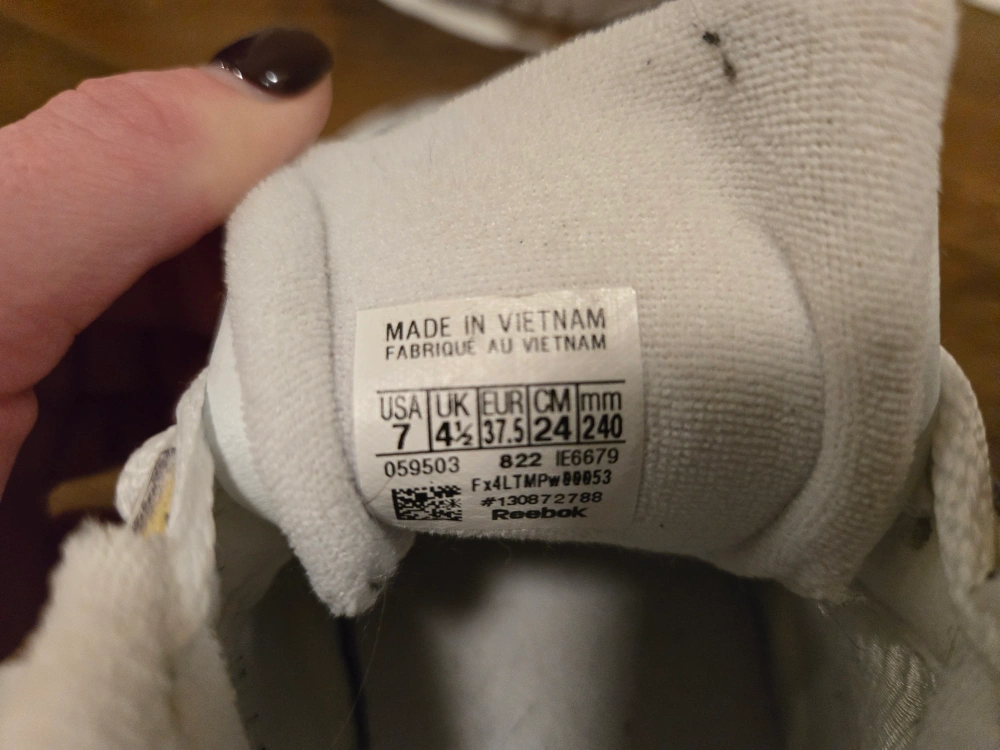 MADE IN VIETNAM
FABRIQUÉ AU VIETNAM
USA UK EUR CM mm
7 4½ 37.5 24 240
059503 822 IE6679
Fx4LTMPw00053
#130872788
Reebok